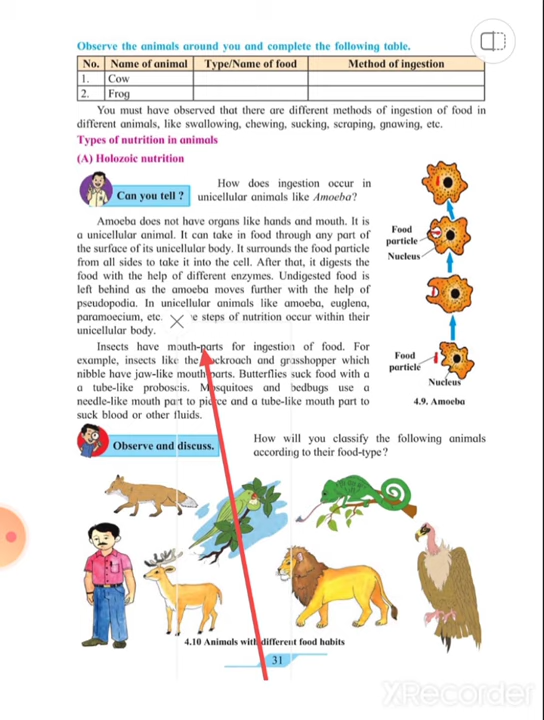 Observe the animals around you and complete the following table.
No. Name of animal Type/Name of food Method of ingestion
1. Cow
2. Frog
You must have observed that there are different methods of ingestion of food in
different animals, like swallowing, chewing, sucking, scraping, gnawing, etc.
Types of nutrition in animals
(A) Holozoic nutrition
Can you tell ?
How does ingestion occur in
unicellular animals like Amoeba?
Amoeba does not have organs like hands and mouth. It is
a unicellular animal. It can take in food through any part of
the surface of its unicellular body. It surrounds the food particle
from all sides to take it into the cell. After that, it digests the
food with the help of different enzymes. Undigested food is
left behind as the amoeba moves further with the help of
pseudopodia. In unicellular animals like amoeba, euglena,
paramoecium, etc. steps of nutrition occur within their
unicellular body.
Insects have mouth-parts for ingestion of food. For
example, insects like the cockroach and grasshopper which
nibble have jaw-like mouth parts. Butterflies suck food with a
a tube-like proboscis. Mosquitoes and bedbugs use a
needle-like mouth part to pierce and a tube-like mouth part to
suck blood or other fluids.
Food
particle
Nucleus
Food
particle
Nucleus
4.9. Amoeba
Observe and discuss.
How will you classify the following animals
according to their food-type?
4.10 Animals with different food habits
31
XRecorder